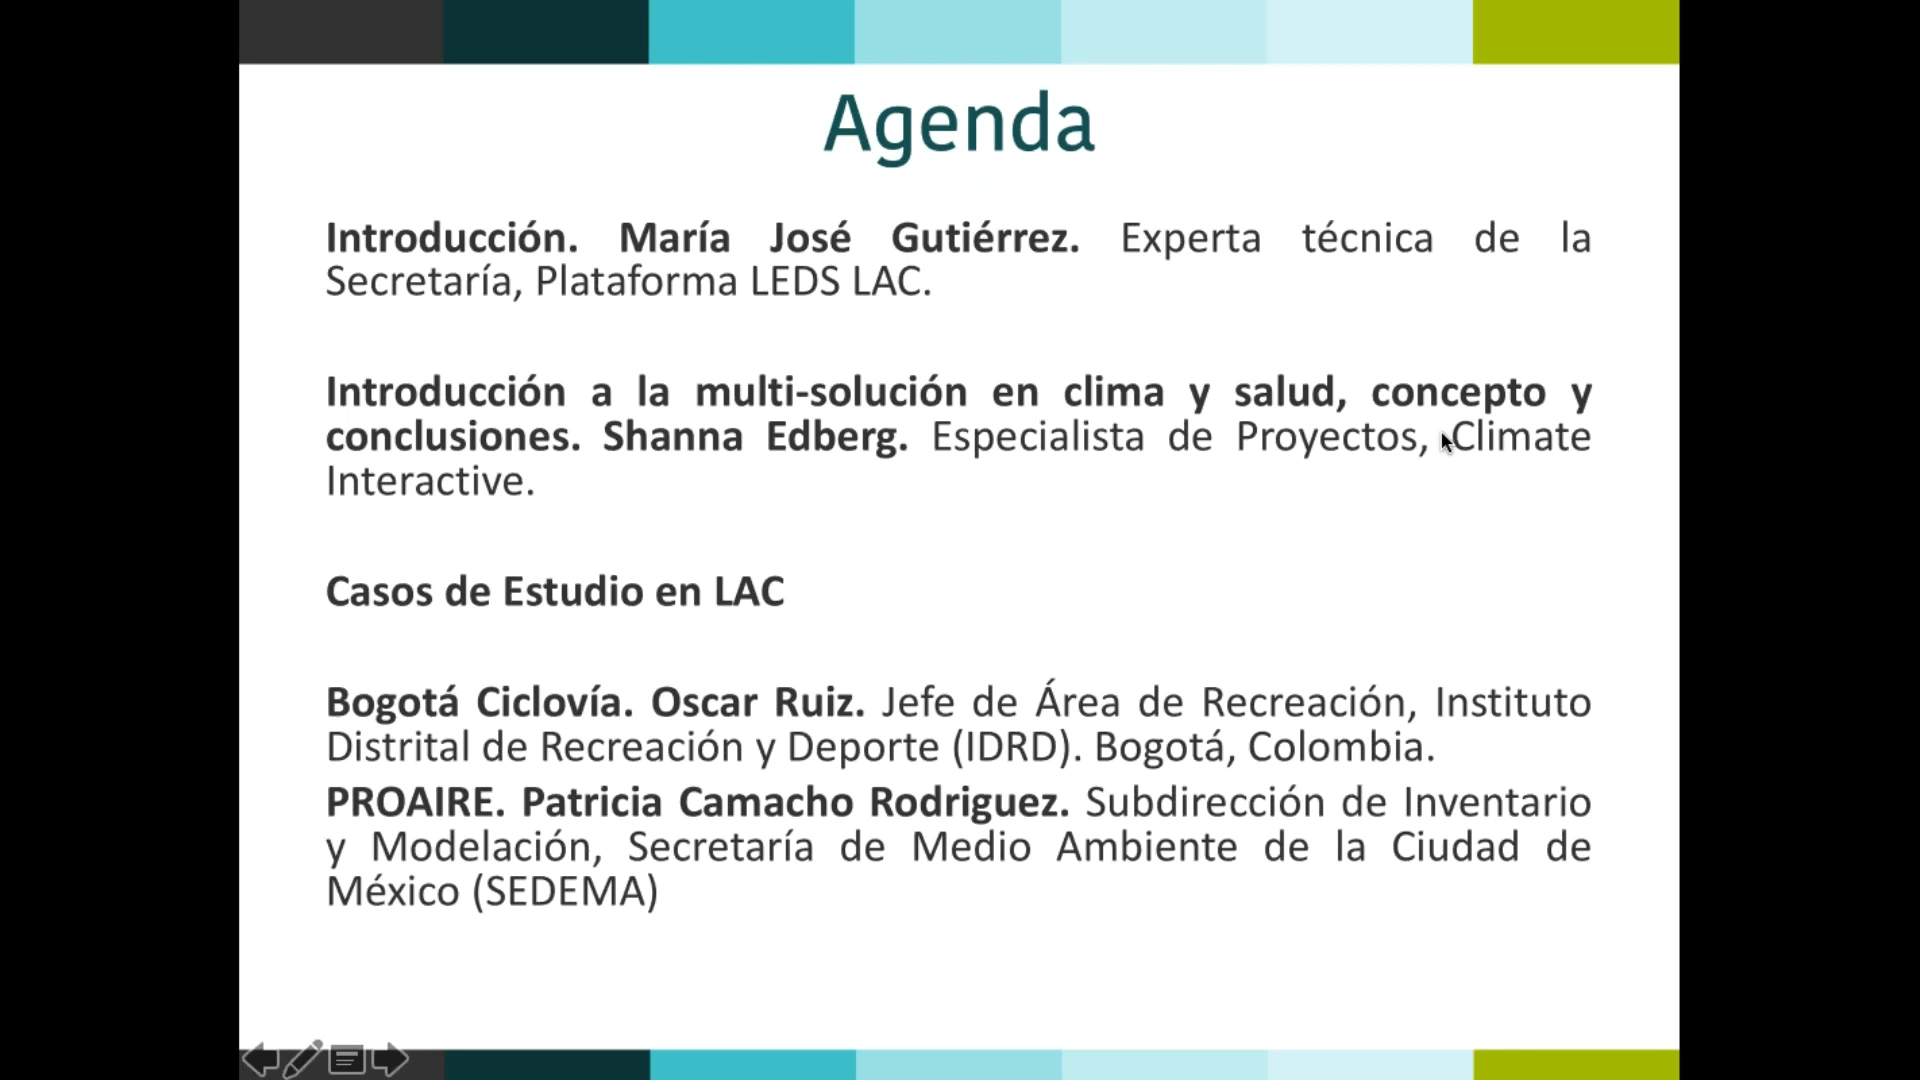 Agenda
Introducción. María José Gutiérrez. Experta técnica de la
Secretaría, Plataforma LEDS LAC.
Introducción a la multi-solución en clima y salud, concepto y
conclusiones. Shanna Edberg. Especialista de Proyectos, Climate
Interactive.
Casos de Estudio en LAC
Bogotá Ciclovía. Oscar Ruiz. Jefe de Área de Recreación, Instituto
Distrital de Recreación y Deporte (IDRD). Bogotá, Colombia.
PROAIRE. Patricia Camacho Rodriguez. Subdirección de Inventario
y Modelación, Secretaría de Medio Ambiente de la Ciudad de
México (SEDEMA)